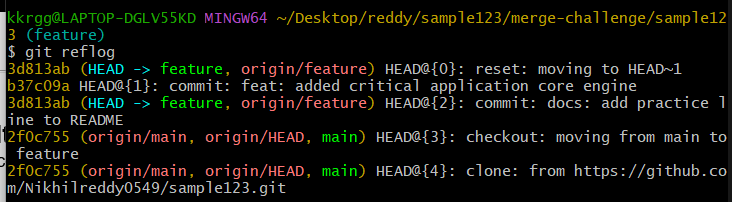 kkrgg@LAPTOP-DGLV55KD MINGW64 ~/Desktop/reddy/sample123/merge-challenge/sample12
3 (feature)
$ git reflog
3d813ab (HEAD -> feature, origin/feature) HEAD@{0}: reset: moving to HEAD~1
b37c09a HEAD@{1}: commit: feat: added critical application core engine
3d813ab (HEAD -> feature, origin/feature) HEAD@{2}: commit: docs: add practice l
ine to README
2f0c755 (origin/main, origin/HEAD, main) HEAD@{3}: checkout: moving from main to
 feature
2f0c755 (origin/main, origin/HEAD, main) HEAD@{4}: clone: from https://github.co
m/Nikhilreddy0549/sample123.git